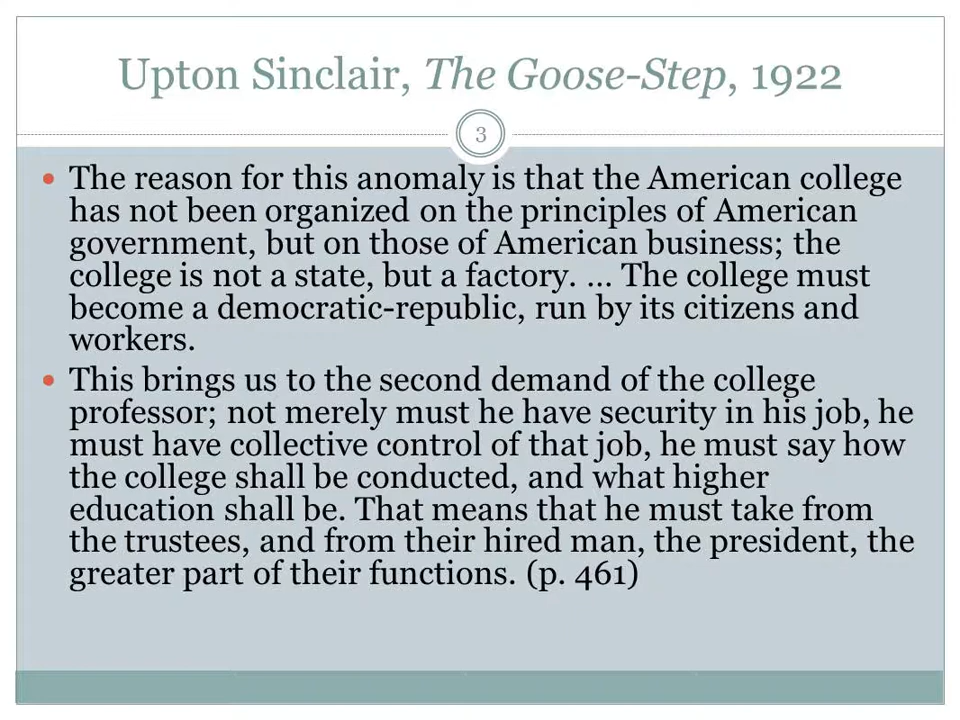 Upton Sinclair, The Goose-Step, 1922
3
• The reason for this anomaly is that the American college
has not been organized on the principles of American
government, but on those of American business; the
college is not a state, but a factory. … The college must
become a democratic-republic, run by its citizens and
workers.
• This brings us to the second demand of the college
professor; not merely must he have security in his job, he
must have collective control of that job, he must say how
the college shall be conducted, and what higher
education shall be. That means that he must take from
the trustees, and from their hired man, the president, the
greater part of their functions. (p. 461)